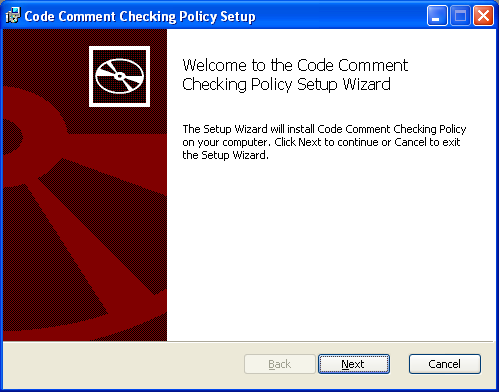 Code Comment Checking Policy Setup
Welcome to the Code Comment
Checking Policy Setup Wizard
The Setup Wizard will install Code Comment Checking Policy
on your computer. Click Next to continue or Cancel to exit
the Setup Wizard.
Back Next Cancel